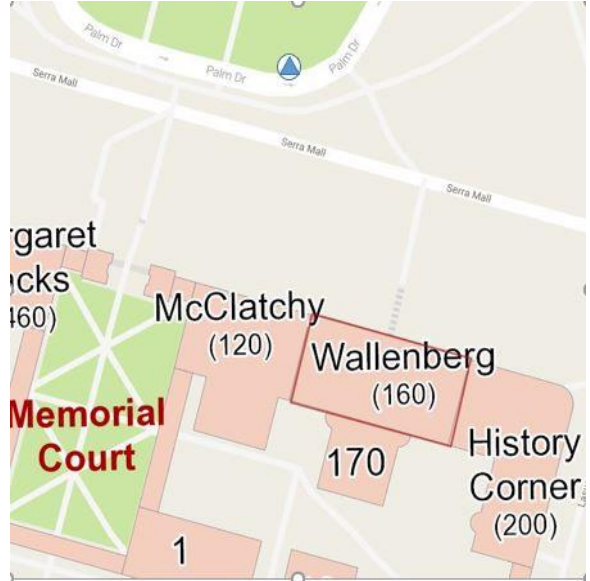 Palm Dr
Palm Dr
Palm Dr
Serra Mall
Serra Mall
Serra Mall
rgaret
acks
460)
McClatchy
(120)
Wallenberg
(160)
Memorial
Court
170
History
Corner
(200)
1